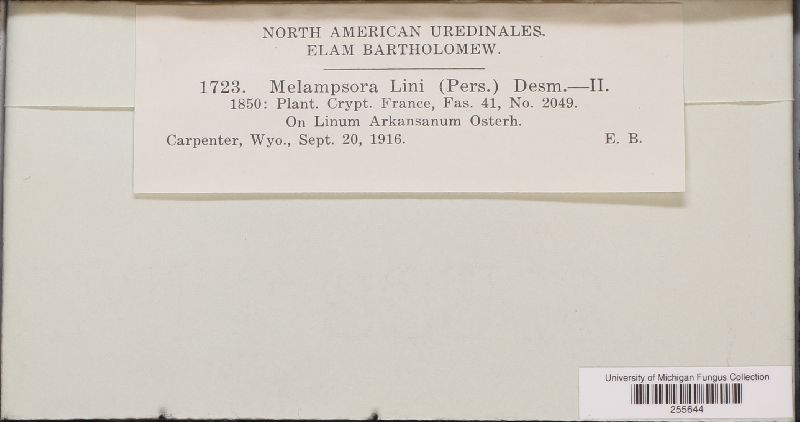 NORTH AMERICAN UREDINALES.
ELAM BARTHOLOMEW.
1723. Melampsora Lini (Pers.) Desm.—II.
1850: Plant. Crypt. France, Fas. 41, No. 2049.
On Linum Arkansanum Osterh.
Carpenter, Wyo., Sept. 20, 1916. E. B.
University of Michigan Fungus Collection
255644